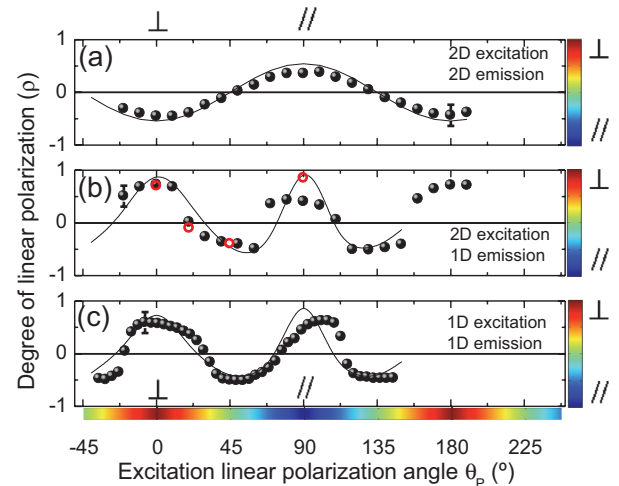 ⊥ //
Degree of linear polarization (ρ)
1
0
-1
(a)
2D excitation
2D emission
⊥
//
1
0
-1
(b)
2D excitation
1D emission
⊥
//
1
0
-1
(c)
1D excitation
1D emission
⊥
//
⊥ //
-45 0 45 90 135 180 225
Excitation linear polarization angle θP (º)